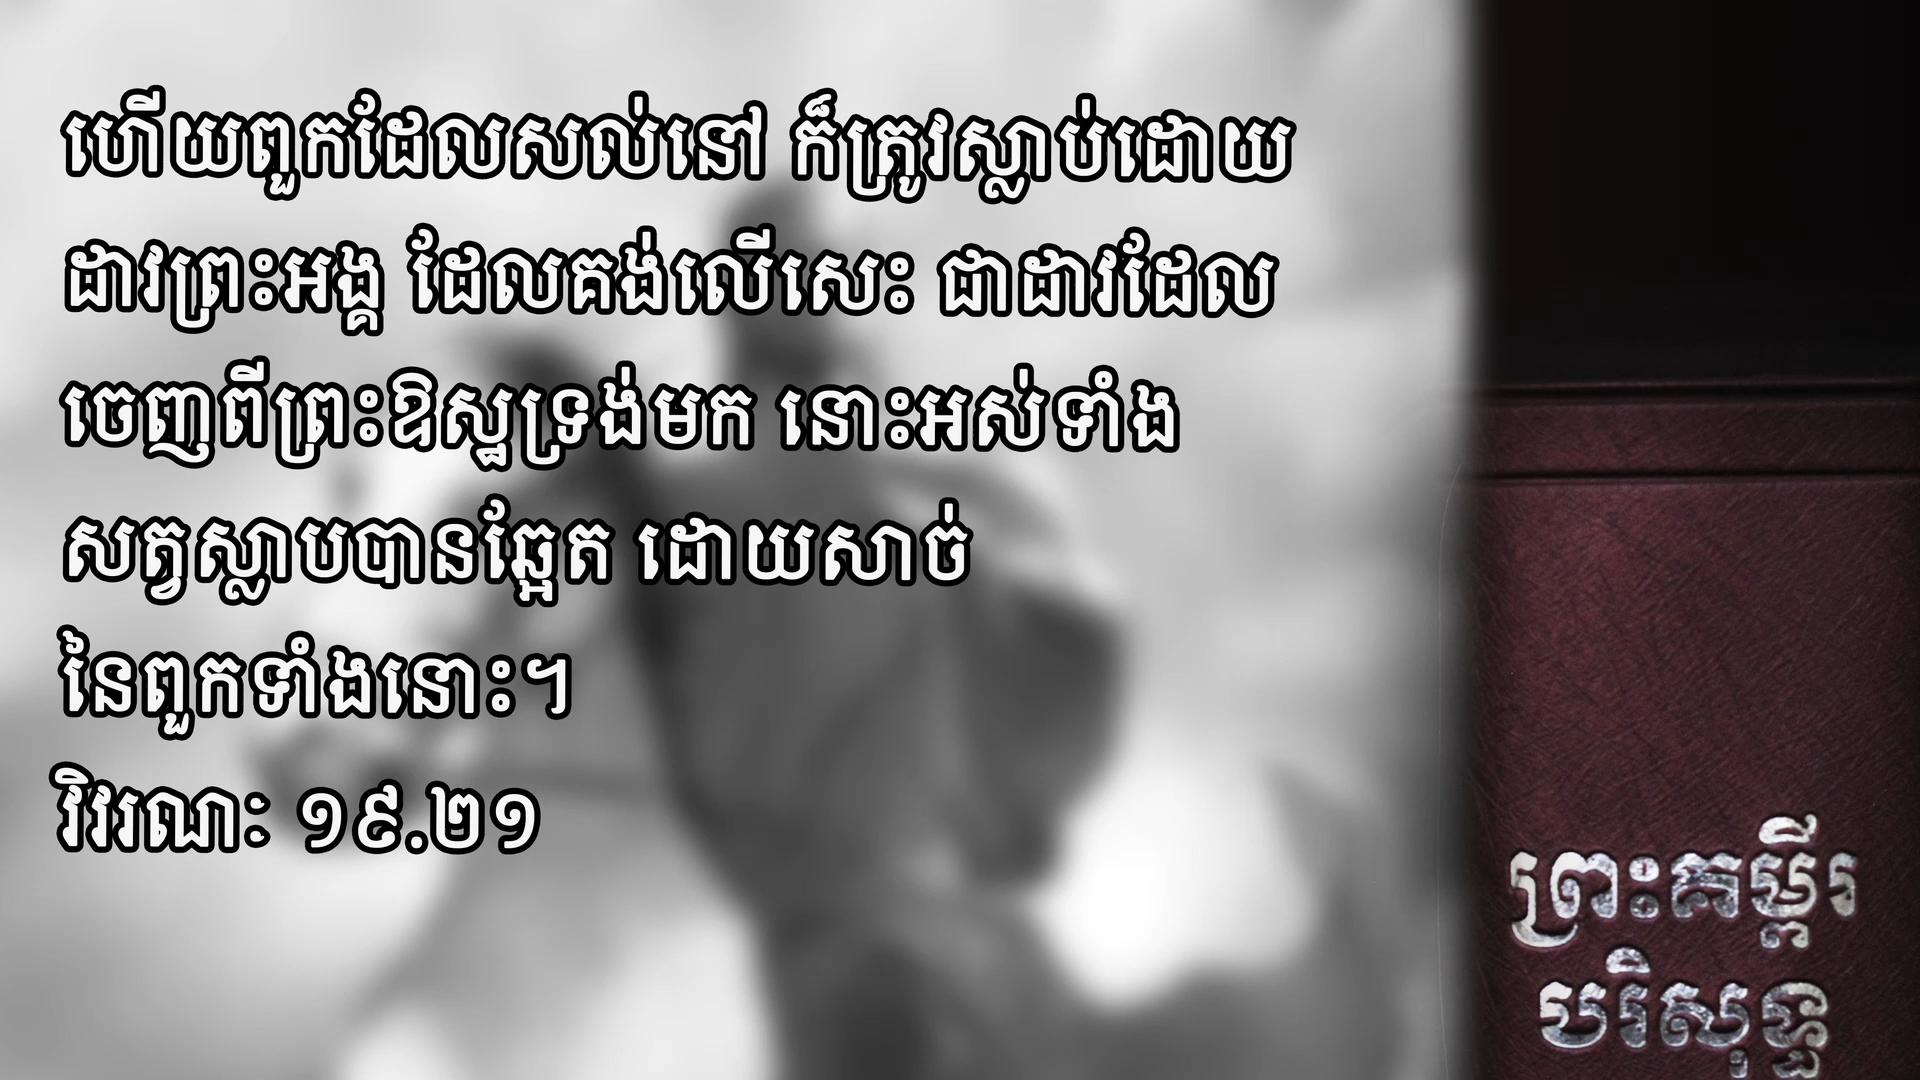 ហើយពួកដែលសល់នៅ ក៏ត្រូវស្លាប់ដោយ
ដាវព្រះអង្គ ដែលគង់លើសេះ ជាដាវដែល
ចេញពីព្រះឱស្ឋទ្រង់មក នោះអស់ទាំង
សត្វស្លាបបានឆ្អែត ដោយសាច់
នៃពួកទាំងនោះ។
វិវរណៈ ១៩.២១
ព្រះគម្ពីរ
បរិសុទ្ធ